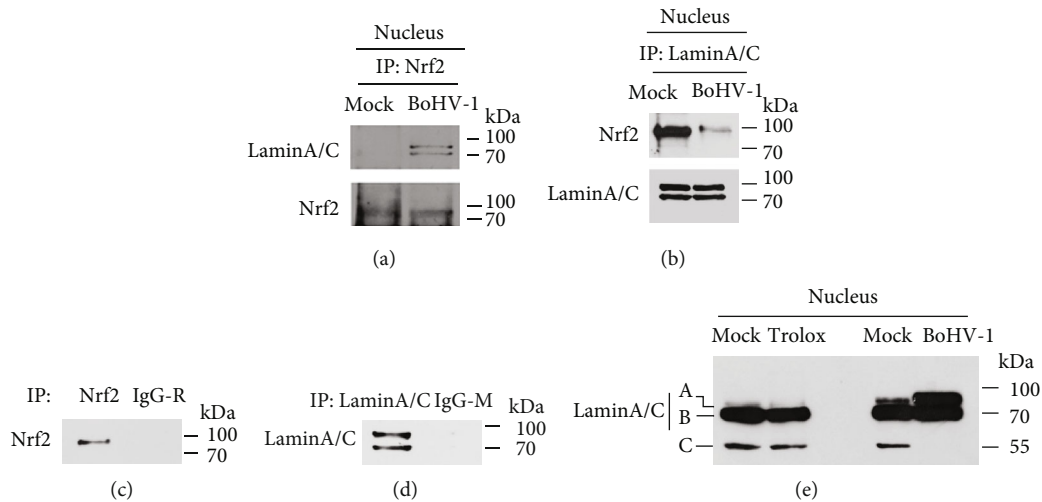 Nucleus
IP: Nrf2
Mock BoHV-1
kDa
LaminA/C
100
70
Nrf2
100
70
(a)
Nucleus
IP: LaminA/C
Mock BoHV-1
kDa
Nrf2
100
70
LaminA/C
100
70
(b)
IP: Nrf2 IgG-R
kDa
Nrf2
100
70
(c)
IP: LaminA/C IgG-M
kDa
LaminA/C
100
70
(d)
Nucleus
Mock Trolox Mock BoHV-1
kDa
A
LaminA/C B
C
100
70
55
(e)